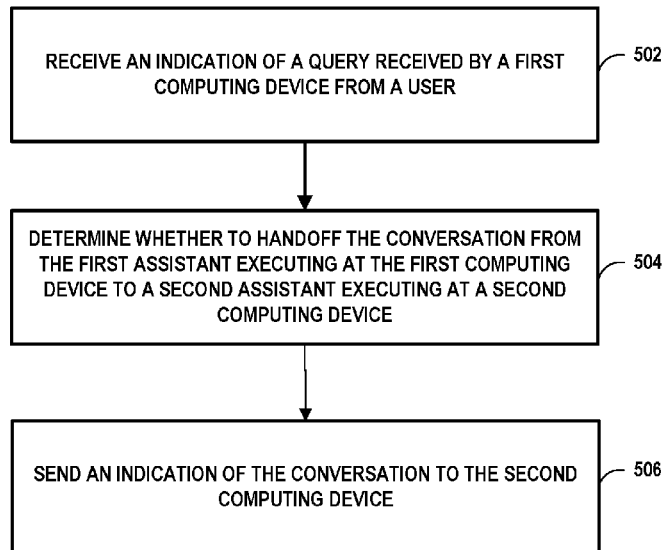 RECEIVE AN INDICATION OF A QUERY RECEIVED BY A FIRST
COMPUTING DEVICE FROM A USER
502
DETERMINE WHETHER TO HANDOFF THE CONVERSATION FROM
THE FIRST ASSISTANT EXECUTING AT THE FIRST COMPUTING
DEVICE TO A SECOND ASSISTANT EXECUTING AT A SECOND
COMPUTING DEVICE
504
SEND AN INDICATION OF THE CONVERSATION TO THE SECOND
COMPUTING DEVICE
506